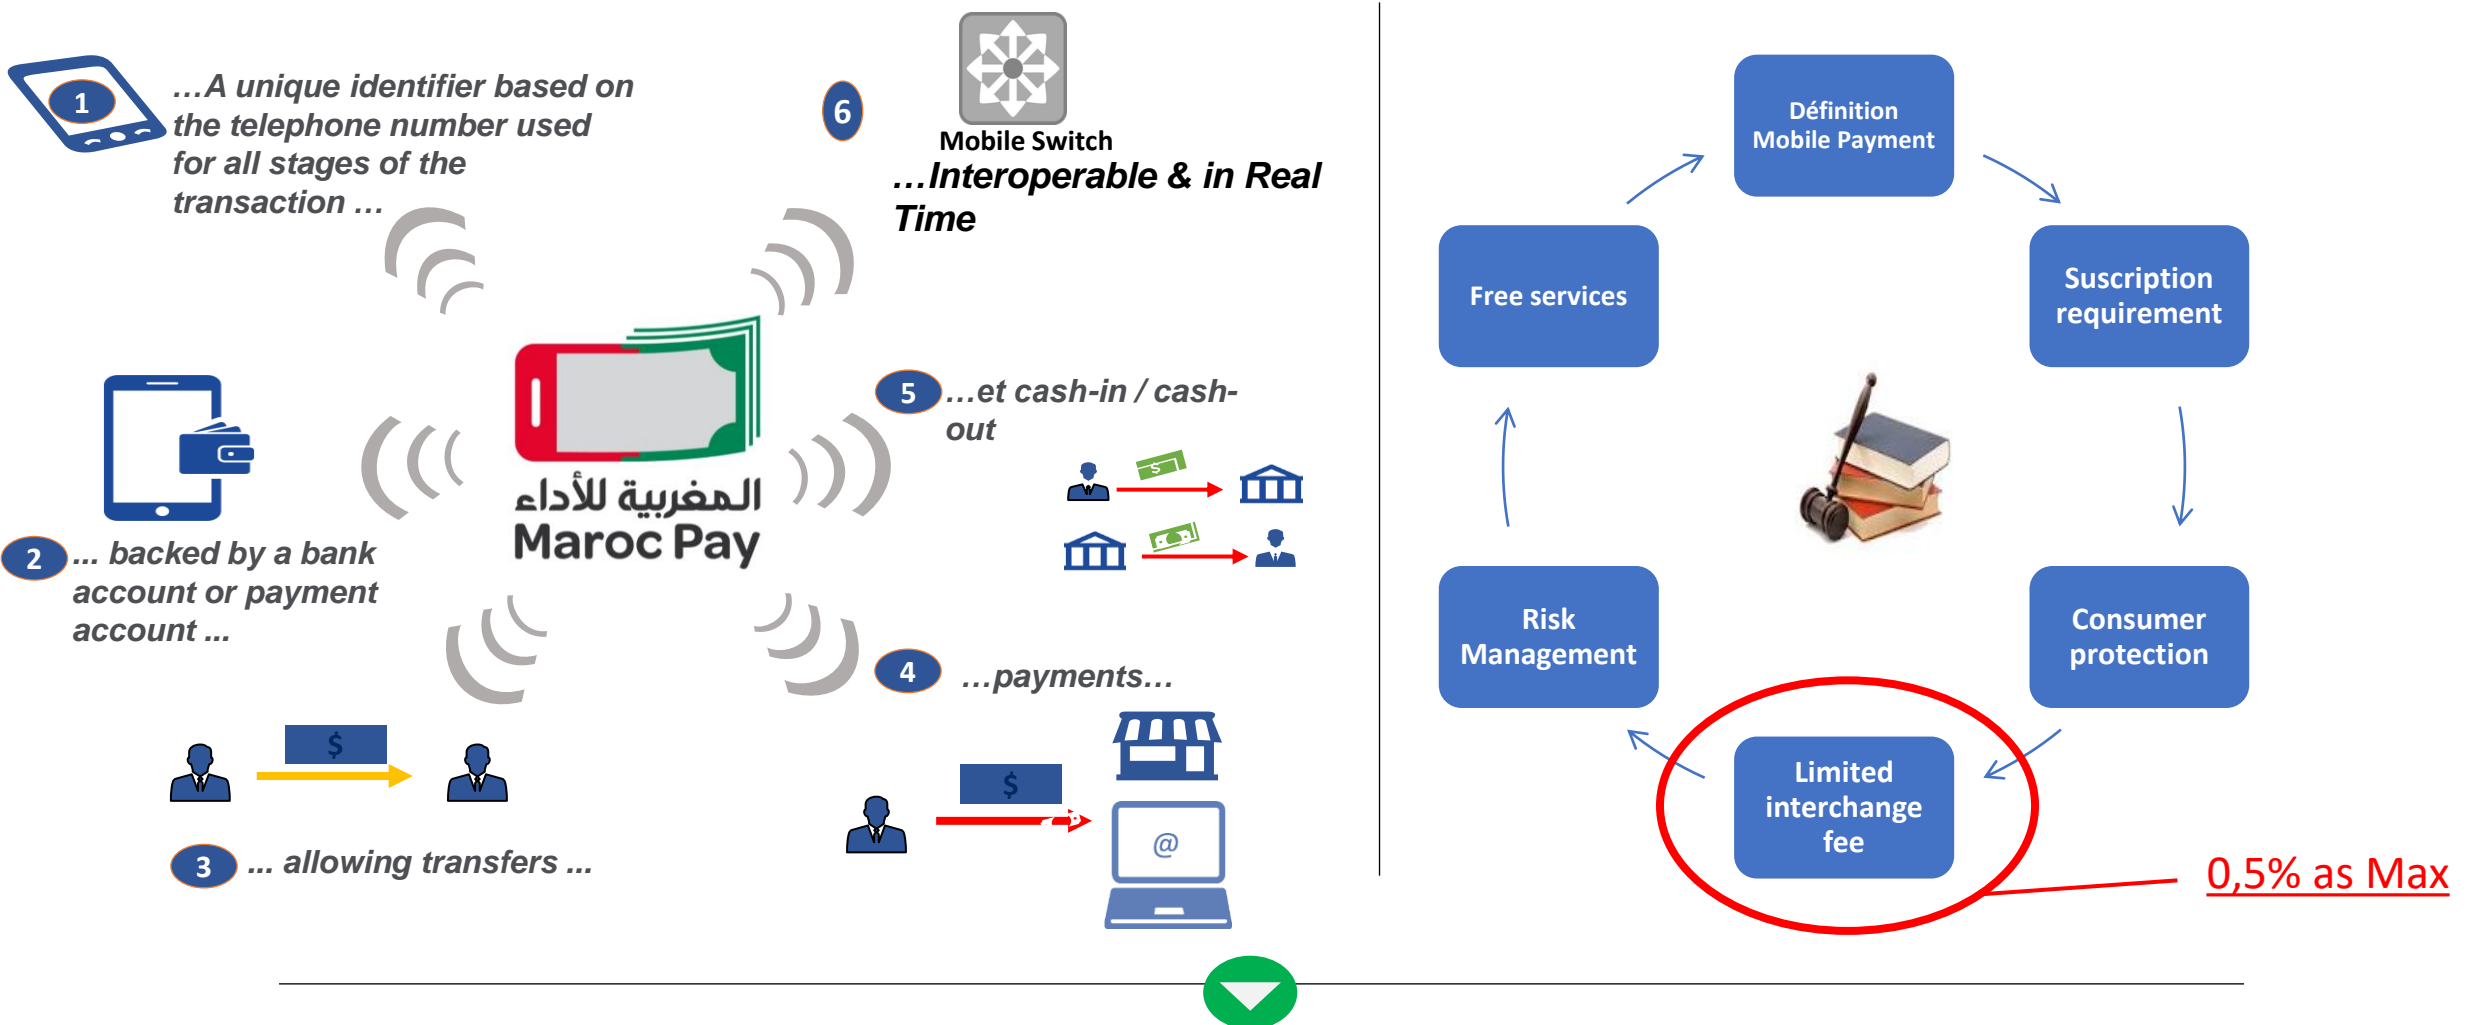 1
…A unique identifier based on
the telephone number used
for all stages of the
transaction …
6
Mobile Switch
…Interoperable & in Real
Time
2
... backed by a bank
account or payment
account ...
المغربية للأداء
Maroc Pay
5
…et cash-in / cash-
out
$
$
3
... allowing transfers ...
4
…payments…
$
@
Définition
Mobile Payment
Suscription
requirement
Consumer
protection
Limited
interchange
fee
0,5% as Max
Risk
Management
Free services